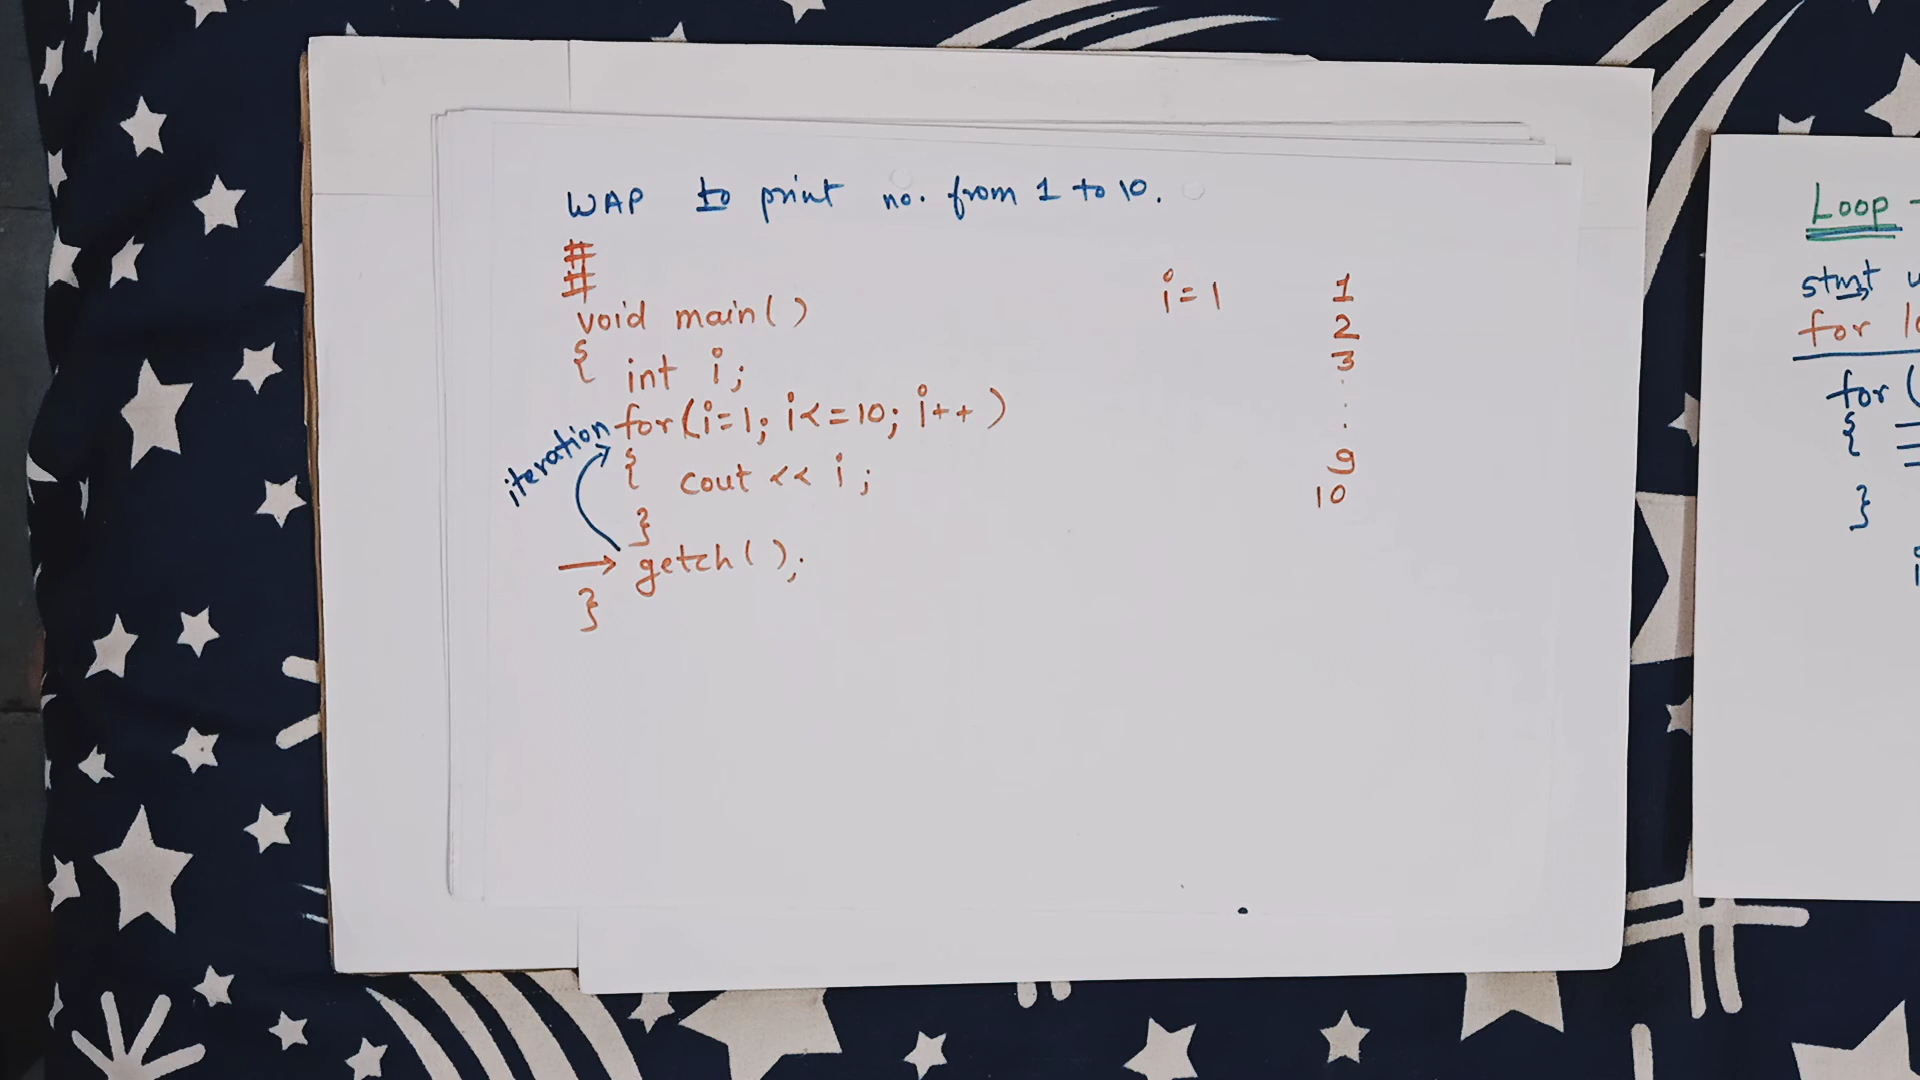 WAP to print no. from 1 to 10.
#
#
void main()
{ int i;
for(i=1; i<=10; i++)
{ cout << i ;
}
→ getch();
}
iteration
i=1
1
2
3
.
.
.
9
10
Loop -
stmt
for
for (
{
}
i